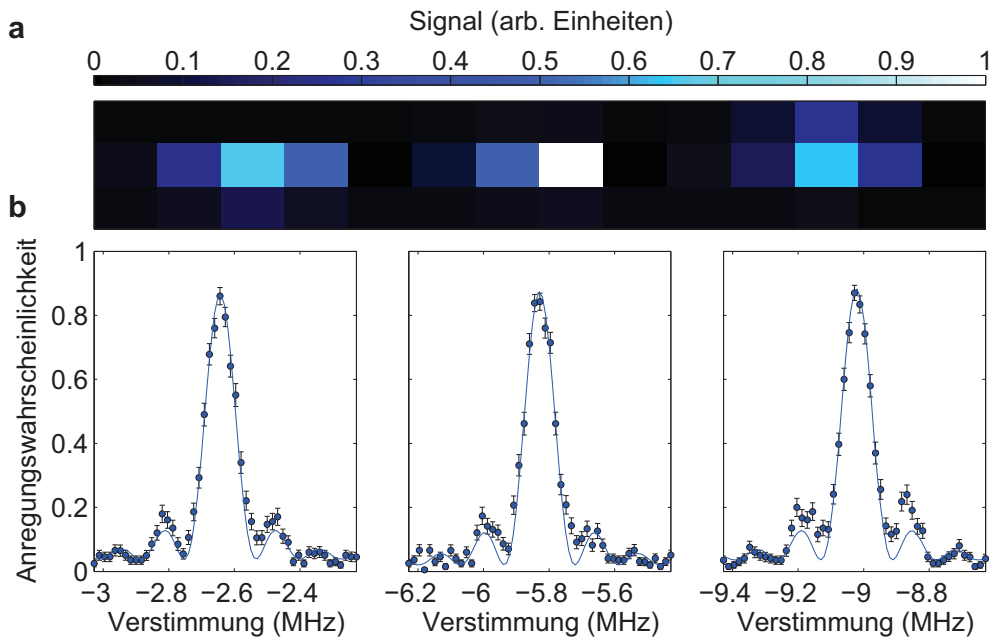 a
Signal (arb. Einheiten)
0 0.1 0.2 0.3 0.4 0.5 0.6 0.7 0.8 0.9 1
b
Anregungswahrscheinlichkeit
1
0.8
0.6
0.4
0.2
0
−3 −2.8 −2.6 −2.4
−6.2 −6 −5.8 −5.6
−9.4 −9.2 −9 −8.8
Verstimmung (MHz) Verstimmung (MHz) Verstimmung (MHz)